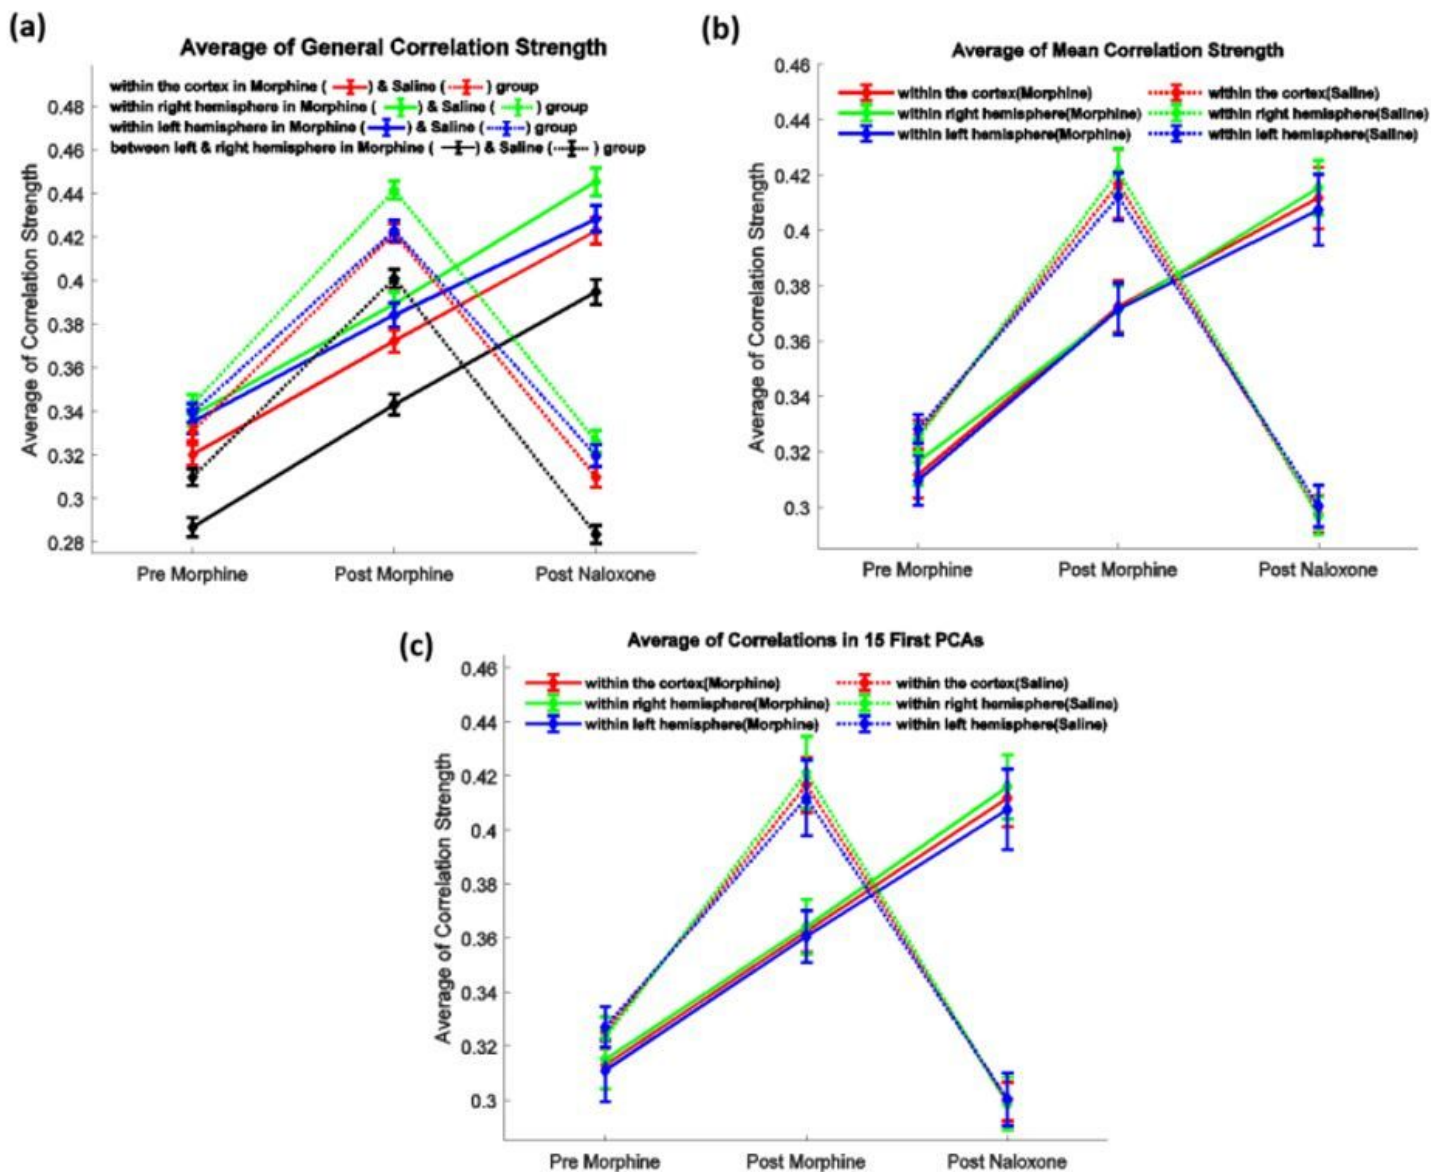 (a)
Average of General Correlation Strength
within the cortex in Morphine ( ) & Saline ( ) group
within right hemisphere in Morphine ( ) & Saline ( ) group
within left hemisphere in Morphine ( ) & Saline ( ) group
between left & right hemisphere in Morphine ( ) & Saline ( ) group
Average of Correlation Strength
0.48
0.46
0.44
0.42
0.4
0.38
0.36
0.34
0.32
0.3
0.28
Pre Morphine Post Morphine Post Naloxone
(b)
Average of Mean Correlation Strength
within the cortex(Morphine) within the cortex(Saline)
within right hemisphere(Morphine) within right hemisphere(Saline)
within left hemisphere(Morphine) within left hemisphere(Saline)
Average of Correlation Strength
0.46
0.44
0.42
0.4
0.38
0.36
0.34
0.32
0.3
Pre Morphine Post Morphine Post Naloxone
(c)
Average of Correlations in 15 First PCAs
within the cortex(Morphine) within the cortex(Saline)
within right hemisphere(Morphine) within right hemisphere(Saline)
within left hemisphere(Morphine) within left hemisphere(Saline)
Average of Correlation Strength
0.46
0.44
0.42
0.4
0.38
0.36
0.34
0.32
0.3
Pre Morphine Post Morphine Post Naloxone